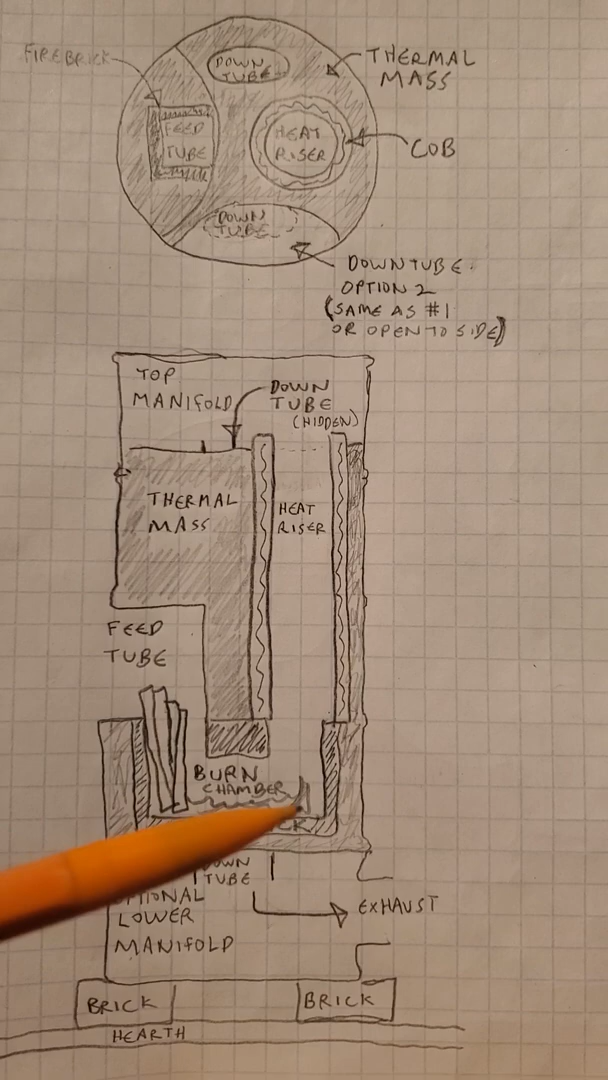 FIREBRICK
DOWN
TUBE
THERMAL
MASS
FEED
TUBE
HEAT
RISER
COB
DOWN
TUBE
DOWNTUBE
OPTION 2
(SAME AS #1
OR OPEN TO SIDE)
TOP
MANIFOLD
DOWN
TUBE
(HIDDEN)
THERMAL
MASS
HEAT
RISER
FEED
TUBE
BURN
CHAMBER
TUBE
LOWER
MANIFOLD
EXHAUST
BRICK
BRICK
HEARTH